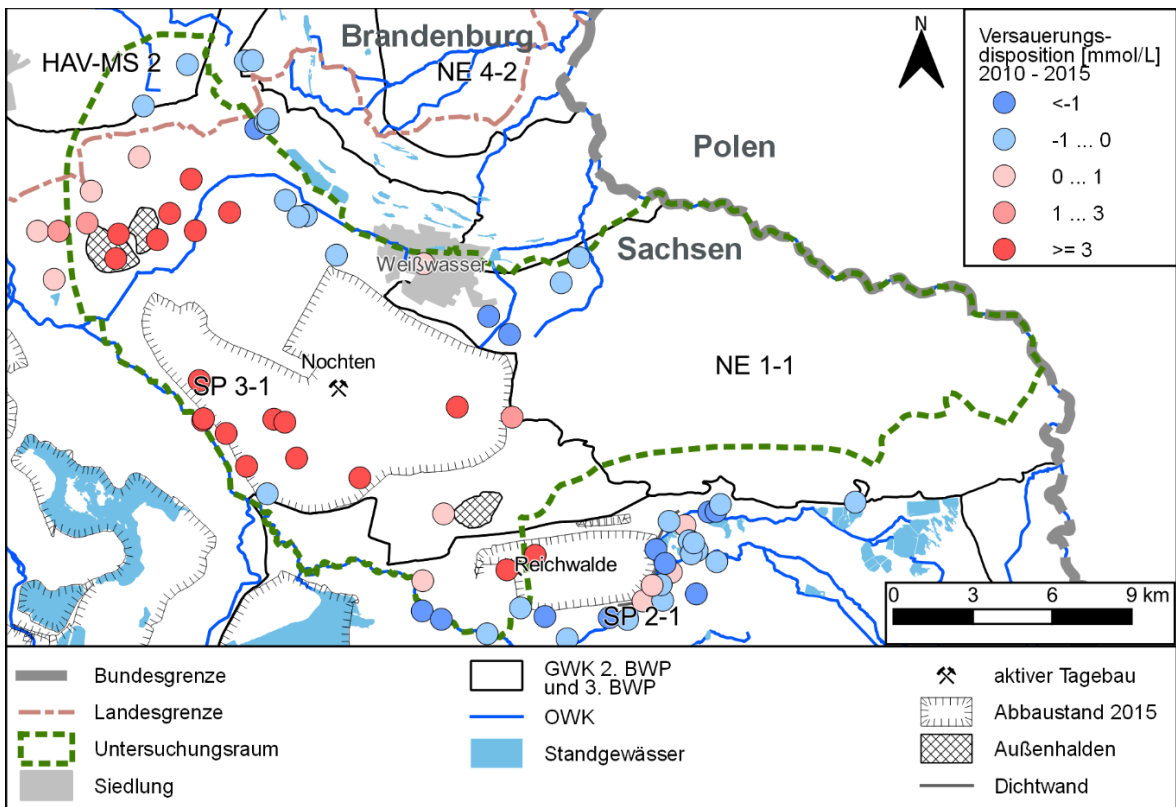 Brandenburg
HAV-MS 2
NE 4-2
N
Versauerungs-
disposition [mmol/L]
2010 - 2015
<-1
-1 ... 0
0 ... 1
1 ... 3
>= 3
Polen
Sachsen
Weißwasser
Nochten
SP 3-1
NE 1-1
Reichwalde
SP 2-1
0 3 6 9 km
Bundesgrenze
Landesgrenze
Untersuchungsraum
Siedlung
GWK 2. BWP
und 3. BWP
OWK
Standgewässer
aktiver Tagebau
Abbaustand 2015
Außenhalden
Dichtwand